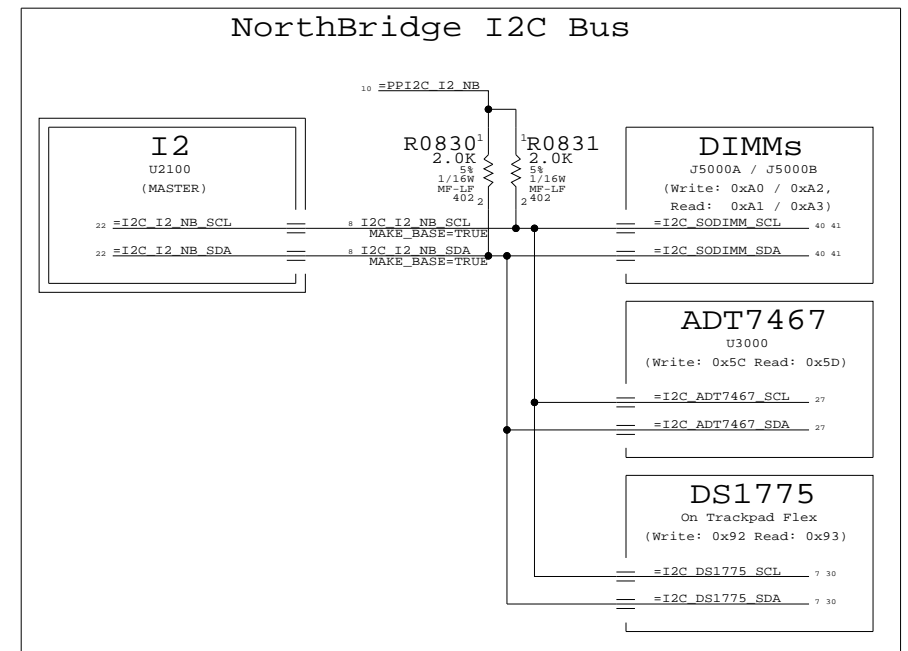 NorthBridge I2C Bus
10 =PPI2C_I2_NB
I2
U2100
(MASTER)
22 =I2C_I2_NB_SCL
22 =I2C_I2_NB_SDA
R0830 1
2.0K
5%
1/16W
MF-LF
402 2
1 R0831
2.0K
5%
1/16W
MF-LF
2 402
8 I2C_I2_NB_SCL
MAKE_BASE=TRUE
8 I2C_I2_NB_SDA
MAKE_BASE=TRUE
DIMMs
J5000A / J5000B
(Write: 0xA0 / 0xA2,
Read: 0xA1 / 0xA3)
=I2C_SODIMM_SCL 40 41
=I2C_SODIMM_SDA 40 41
ADT7467
U3000
(Write: 0x5C Read: 0x5D)
=I2C_ADT7467_SCL 27
=I2C_ADT7467_SDA 27
DS1775
On Trackpad Flex
(Write: 0x92 Read: 0x93)
=I2C_DS1775_SCL 7 30
=I2C_DS1775_SDA 7 30